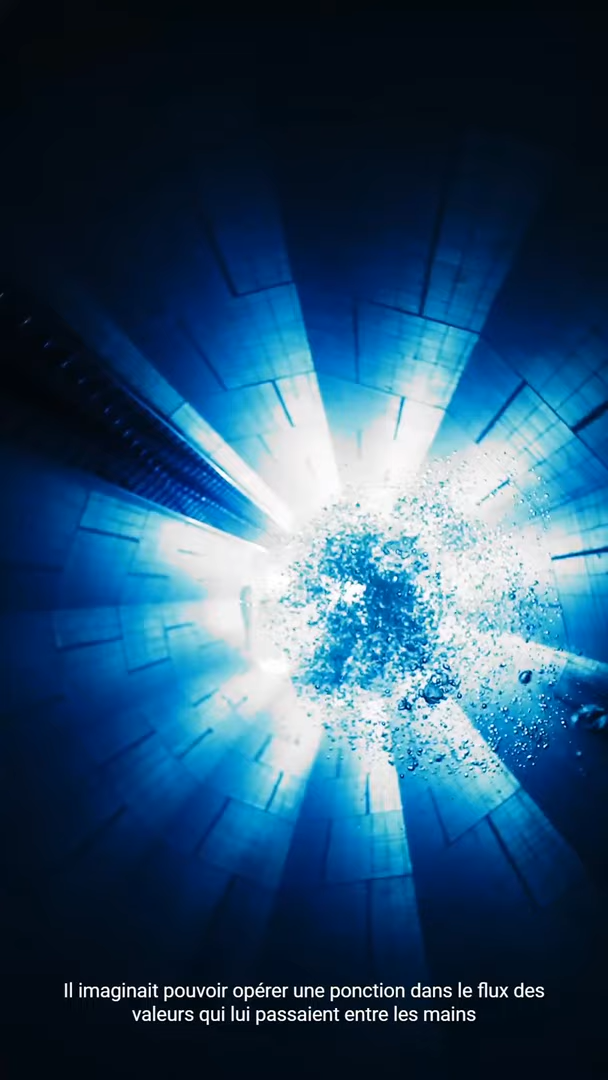 Il imaginait pouvoir opérer une ponction dans le flux des
valeurs qui lui passaient entre les mains